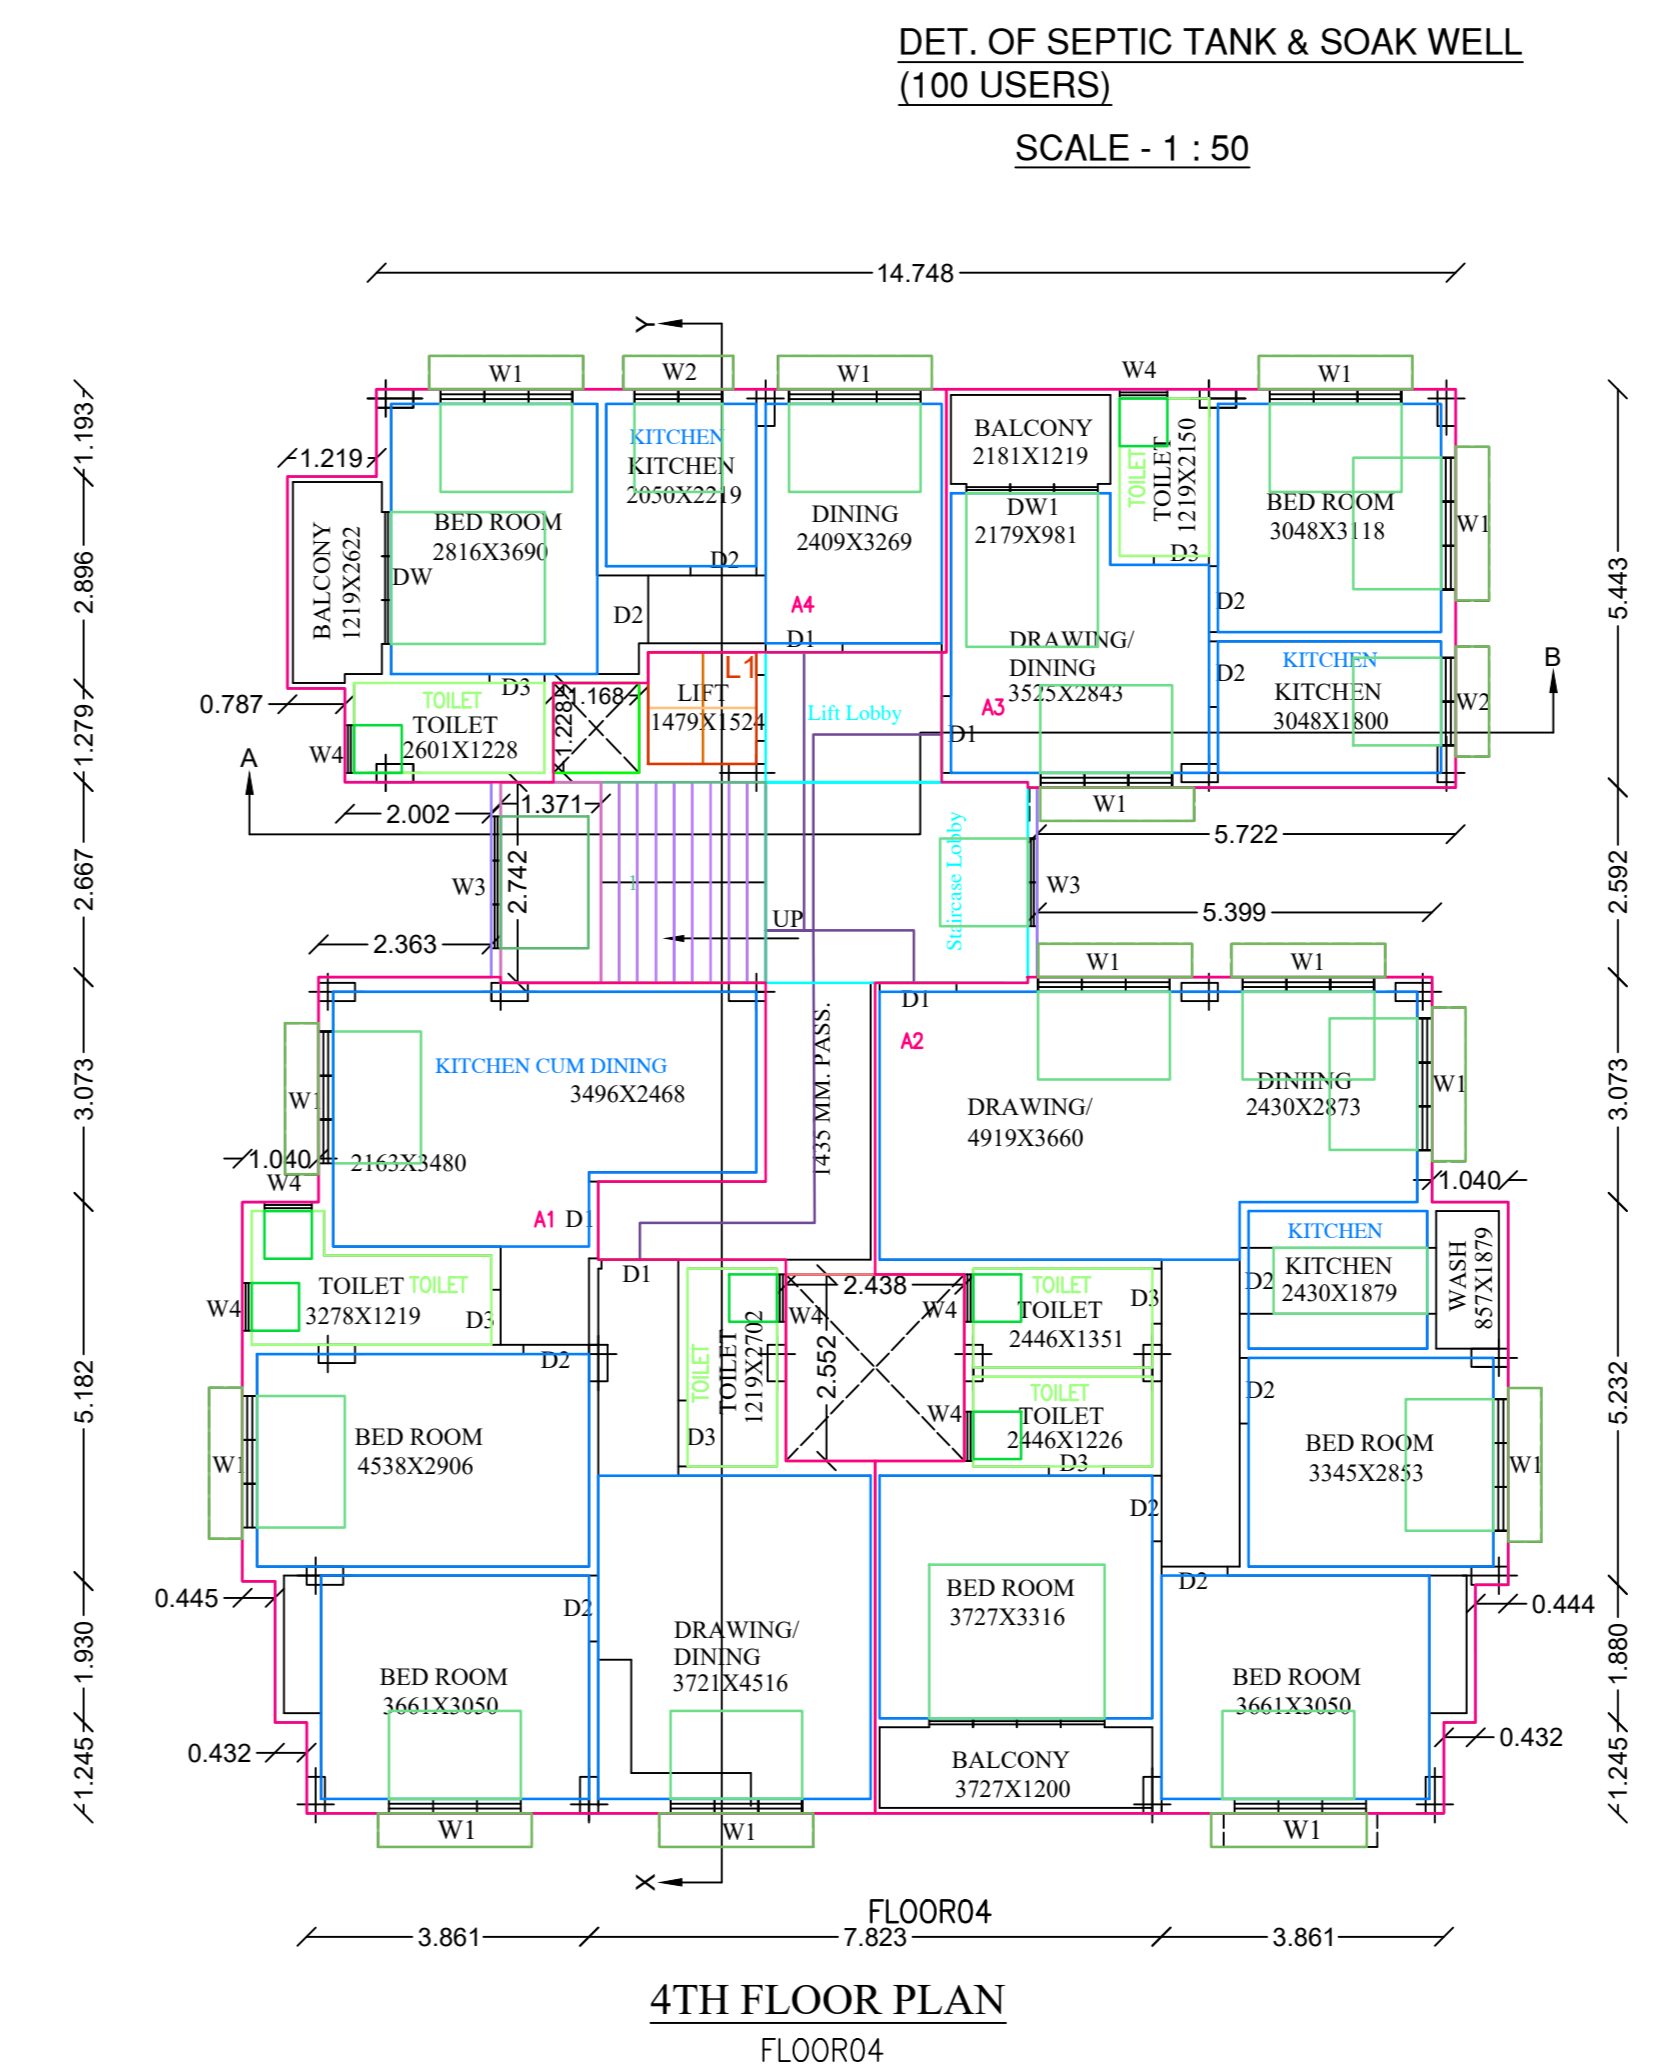 DET. OF SEPTIC TANK & SOAK WELL
(100 USERS)
SCALE - 1 : 50
14.748
Y
W1
W2
W1
W4
W1
1.193
1.219
2.896
1.279
0.787
2.667
3.073
5.182
1.930
1.245
5.443
2.592
3.073
5.232
1.880
1.245
BALCONY
1219X2622
BED ROOM
2816X3690
DW
KITCHEN
KITCHEN
2050X2219
D2
D2
DINING
2409X3269
A4
D1
BALCONY
2181X1219
DW1
2179X981
TOILET
TOILET
1219X2150
D3
BED ROOM
3048X3118
W1
D2
DRAWING/
DINING
3525X2843
A3
D1
D2
KITCHEN
KITCHEN
3048X1800
W2
B
D3
TOILET
TOILET
2601X1228
W4
1.168
1.228
L1
LIFT
1479X1524
Lift Lobby
A
2.002
1.371
W1
5.722
W3
2.742
1
UP
Staircase Lobby
W3
5.399
2.363
W1
W1
D1
A2
1435 MM. PASS.
KITCHEN CUM DINING
3496X2468
W1
2163X3480
1.040
W4
A1
D1
DRAWING/
4919X3660
DINIING
2430X2873
W1
1.040
KITCHEN
KITCHEN
2430X1879
D2
WASH
857X1879
TOILET
TOILET
3278X1219
W4
D3
D2
D1
TOILET
TOILET
1219X2702
W4
D3
2.438
2.552
W4
TOILET
TOILET
2446X1351
D3
W4
TOILET
TOILET
2446X1226
D3
D2
D2
BED ROOM
4538X2906
W1
BED ROOM
3345X2853
W1
0.445
D2
D2
0.444
BED ROOM
3661X3050
DRAWING/
DINING
3721X4516
BED ROOM
3727X3316
BED ROOM
3661X3050
0.432
BALCONY
3727X1200
0.432
W1
W1
W1
X
FLOOR04
3.861
7.823
3.861
4TH FLOOR PLAN
FLOOR04